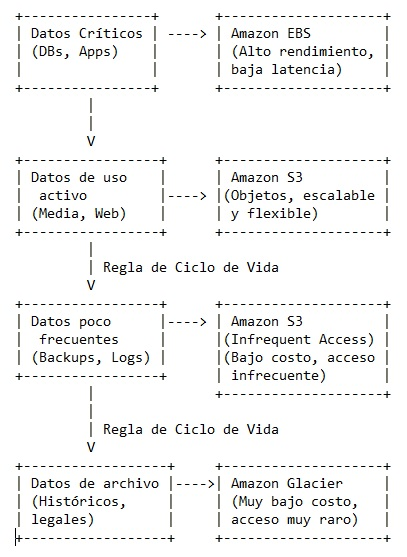 Datos Críticos ----> Amazon EBS
(DBs, Apps) (Alto rendimiento,
baja latencia)
V
Datos de uso Amazon S3
activo ----> (Objetos, escalable
(Media, Web) y flexible)
Regla de Ciclo de Vida
V
Datos poco ----> Amazon S3
frecuentes (Infrequent Access)
(Backups, Logs) (Bajo costo, acceso
infrecuente)
Regla de Ciclo de Vida
V
Datos de archivo ----> Amazon Glacier
(Históricos, (Muy bajo costo,
legales) acceso muy raro)